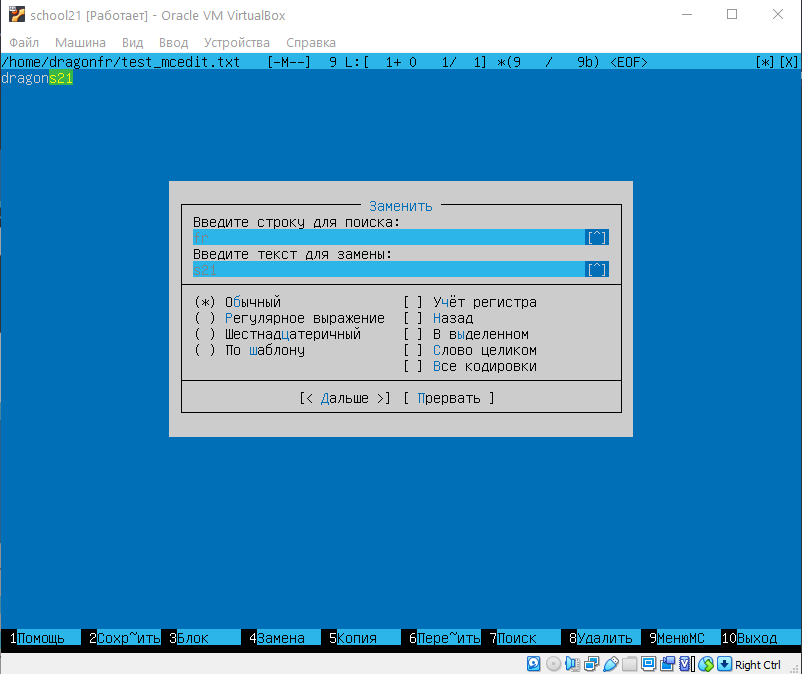 school21 [Работает] - Oracle VM VirtualBox
Файл Машина Вид Ввод Устройства Справка
/home/dragonfr/test_mcedit.txt [-M--] 9 L:[ 1+ 0 1/ 1] *(9 / 9b) <EOF> [*][X]
dragons21
Заменить
Введите строку для поиска:
fr [^]
Введите текст для замены:
s21 [^]
(*) Обычный [ ] Учёт регистра
( ) Регулярное выражение [ ] Назад
( ) Шестнадцатеричный [ ] В выделенном
( ) По шаблону [ ] Слово целиком
[ ] Все кодировки
[< Дальше >] [ Прервать ]
1Помощь 2Сохр~ить 3Блок 4Замена 5Копия 6Пере~ить 7Поиск 8Удалить 9МенюMC 10Выход
Right Ctrl